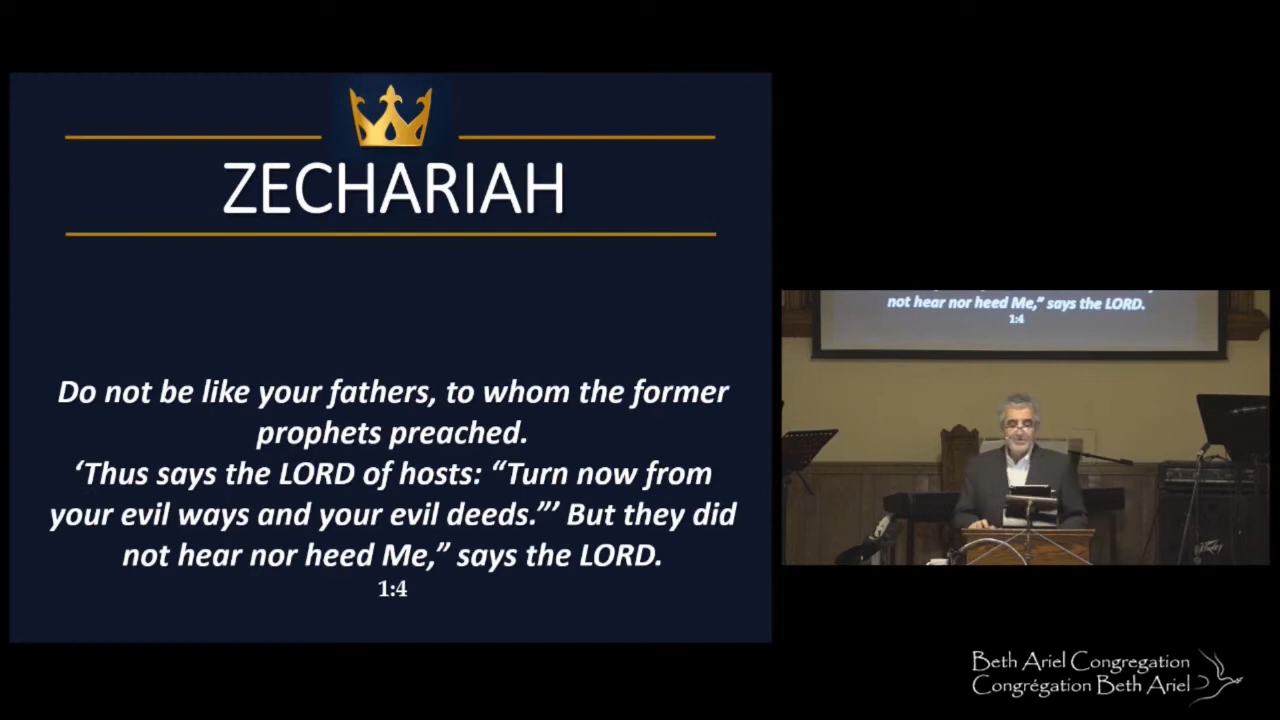 ZECHARIAH
Do not be like your fathers, to whom the former
prophets preached.
‘Thus says the LORD of hosts: “Turn now from
your evil ways and your evil deeds.”’ But they did
not hear nor heed Me,” says the LORD.
1:4
not hear nor heed Me,” says the LORD.
1:4
Beth Ariel Congregation
Congrégation Beth Ariel